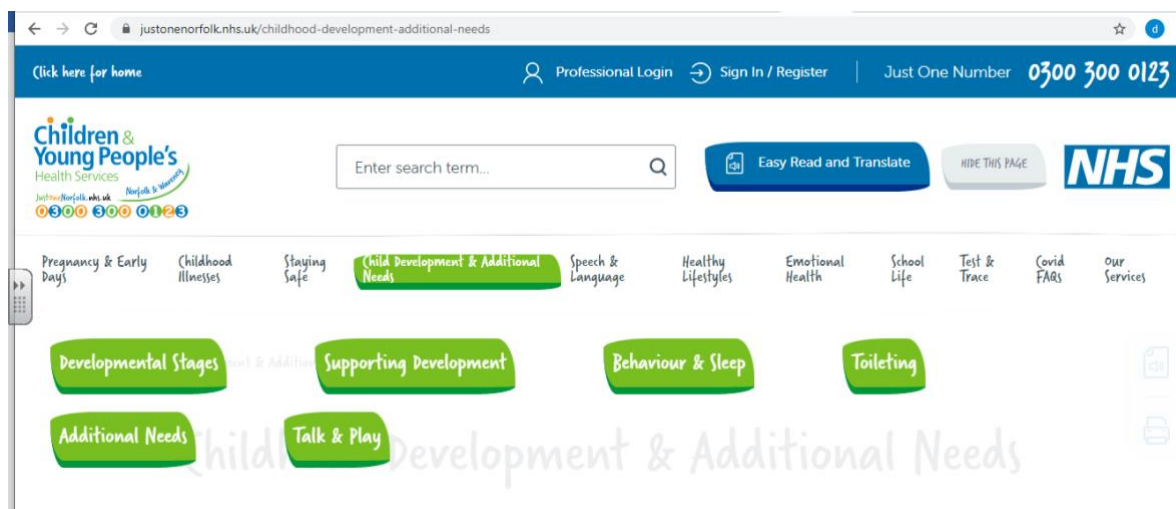 justonenorfolk.nhs.uk/childhood-development-additional-needs
d
Click here for home
Professional Login
Sign In / Register
Just One Number 0300 300 0123
Children &
Young People's
Health Services
Norfolk & Waveney
JustOneNorfolk.nhs.uk
0300 300 0123
Enter search term...
Easy Read and Translate
HIDE THIS PAGE
NHS
Pregnancy & Early
Days
Childhood
Illnesses
Staying
Safe
Child Development & Additional
Needs
Speech &
Language
Healthy
Lifestyles
Emotional
Health
School
Life
Test &
Trace
Covid
FAQs
Our
Services
Developmental Stages
Supporting Development
Behaviour & Sleep
Toileting
Additional Needs
Talk & Play
Child Development & Additional Needs